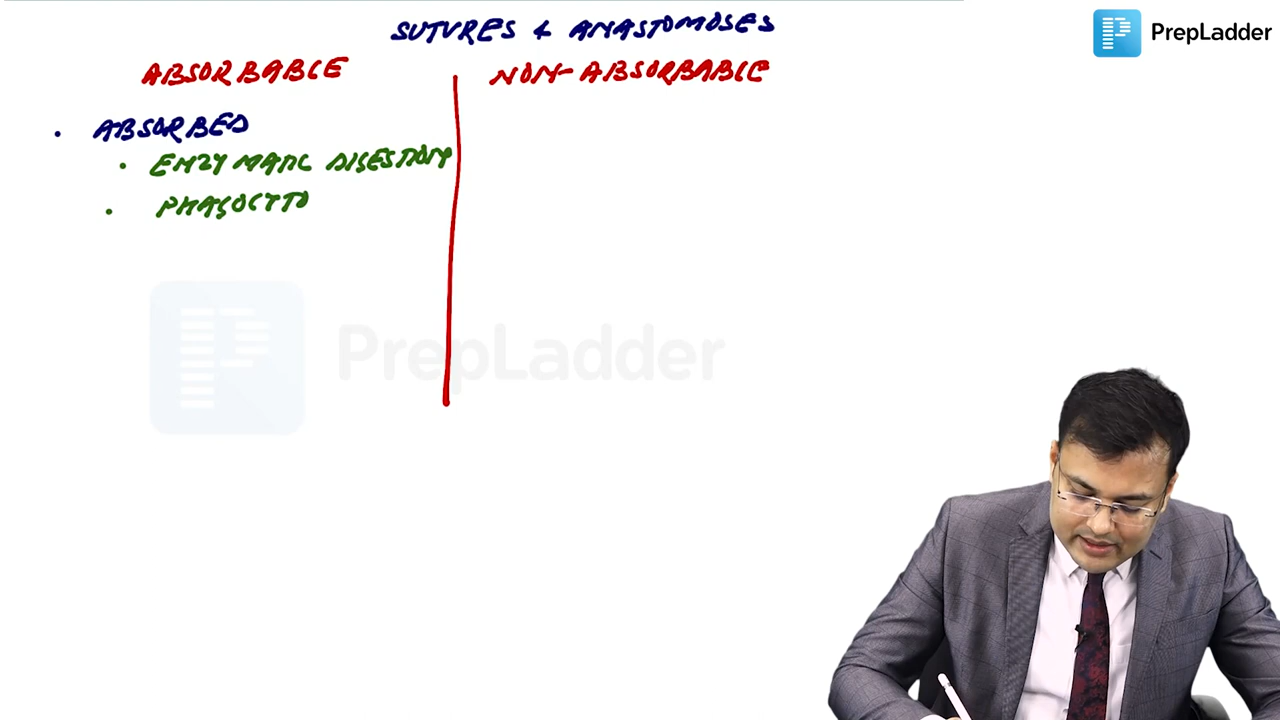 SUTURES & ANASTOMOSES
PrepLadder
ABSORBABLE
NON-ABSORBABLE
• ABSORBED
• ENZYMATIC DIGESTION
• PHAGOCYTO
PrepLadder